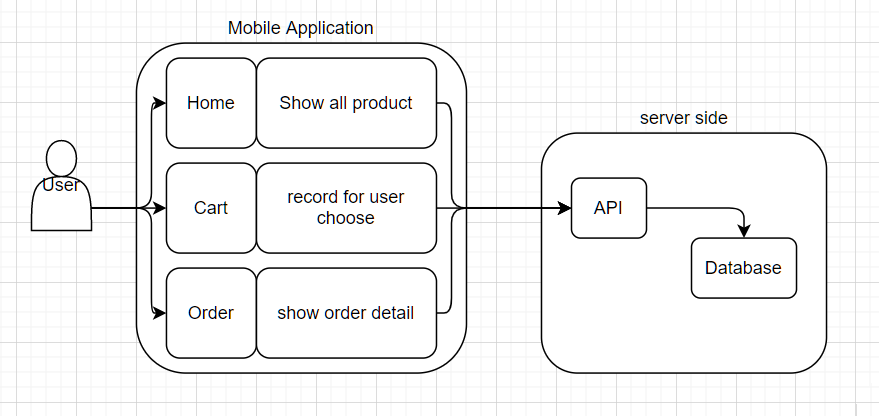 Mobile Application
Home
Show all product
User
Cart
record for user
choose
Order
show order detail
server side
API
Database